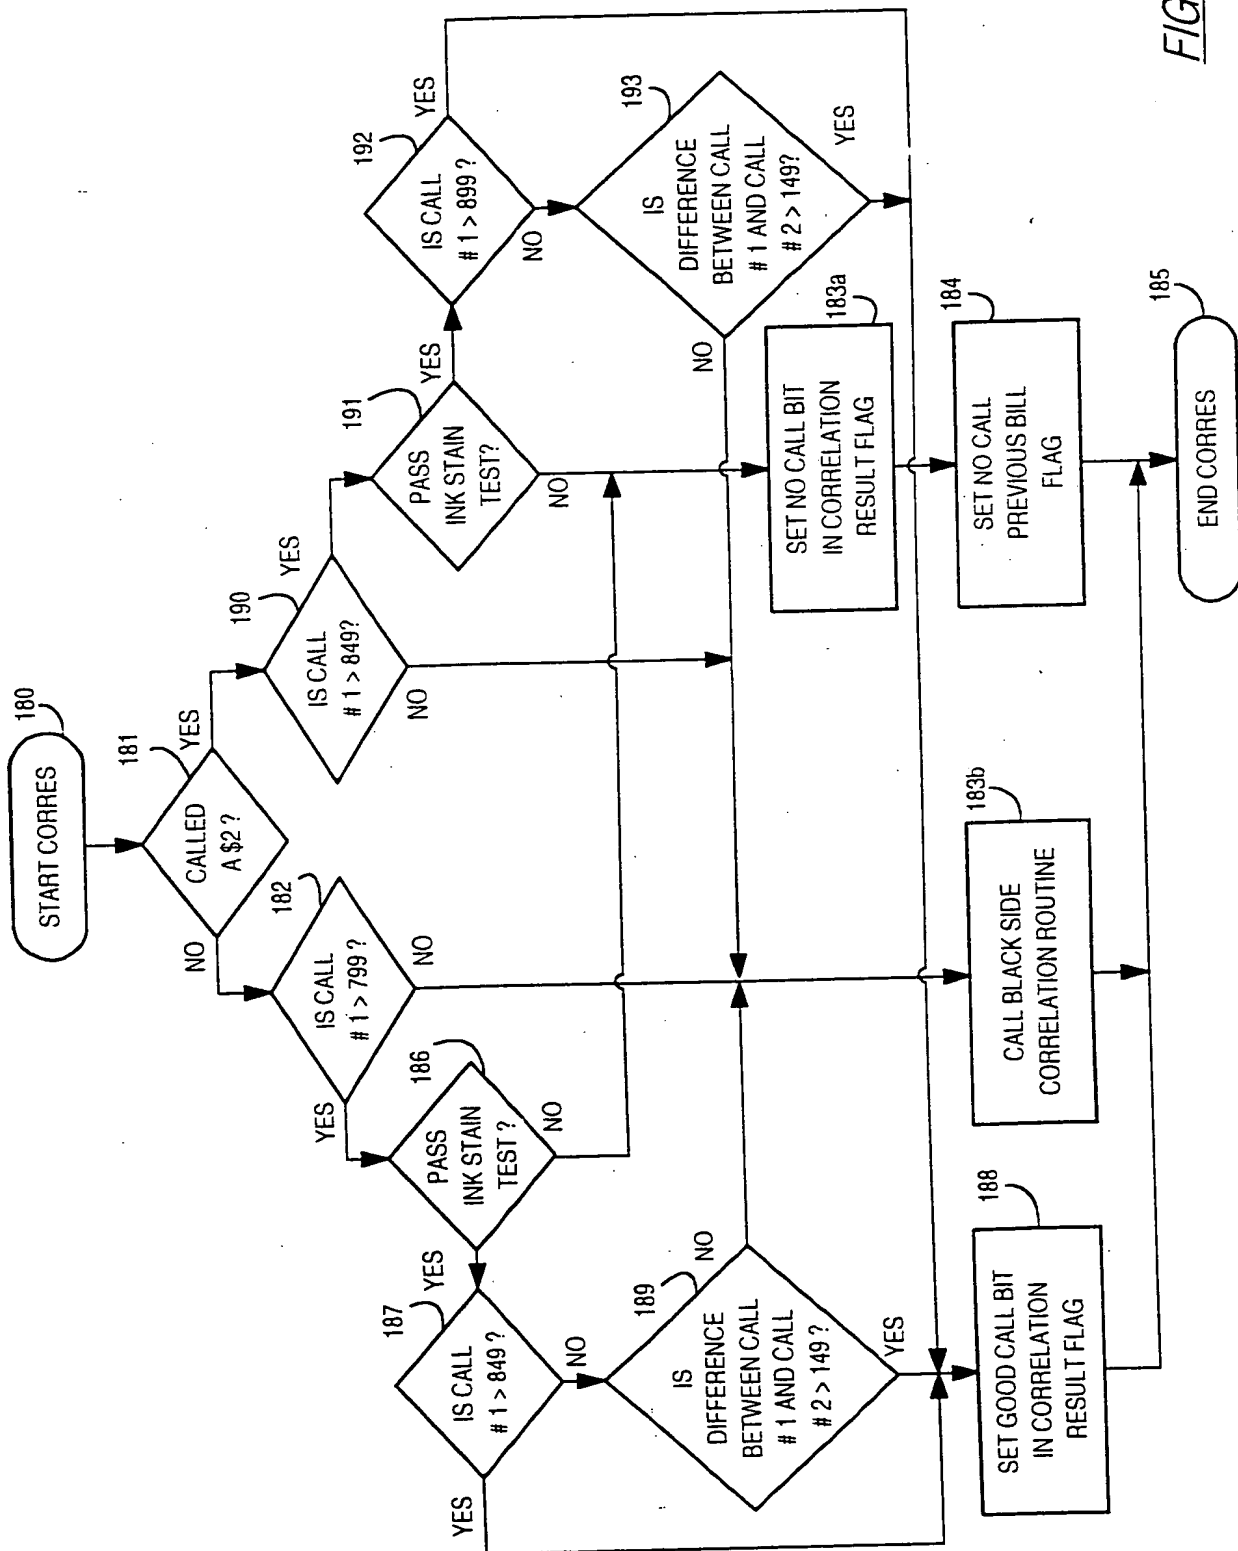 START CORRES
180
CALLED
A $2 ?
181
YES
NO
IS CALL
# 1 > 799 ?
182
YES
NO
IS CALL
# 1 > 849?
190
YES
NO
PASS
INK STAIN
TEST ?
186
YES
NO
PASS
INK STAIN
TEST?
191
YES
NO
IS CALL
# 1 > 849 ?
187
YES
NO
IS CALL
# 1 > 899 ?
192
YES
NO
IS
DIFFERENCE
BETWEEN CALL
# 1 AND CALL
# 2 > 149 ?
189
NO
YES
IS
DIFFERENCE
BETWEEN CALL
# 1 AND CALL
# 2 > 149?
193
NO
YES
SET GOOD CALL BIT
IN CORRELATION
RESULT FLAG
188
CALL BLACK SIDE
CORRELATION ROUTINE
183b
SET NO CALL BIT
IN CORRELATION
RESULT FLAG
183a
SET NO CALL
PREVIOUS BILL
FLAG
184
END CORRES
185
FIG